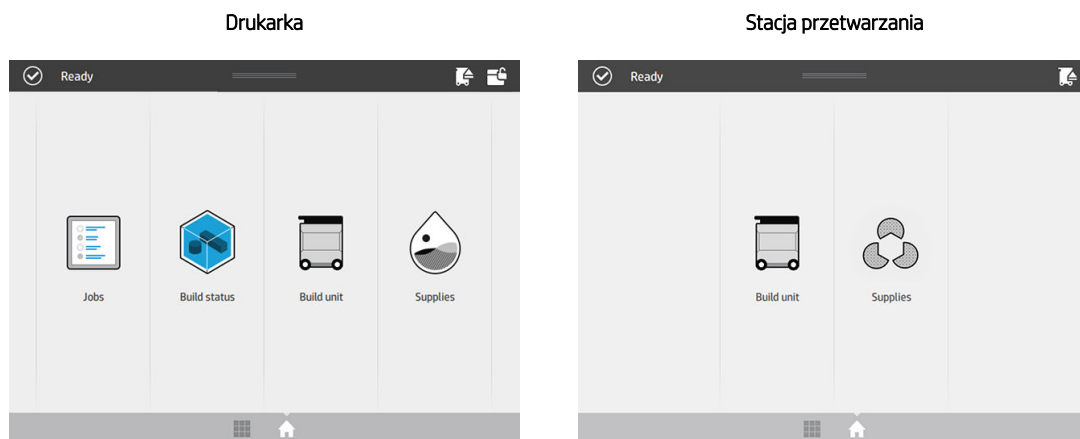 Drukarka
Ready
Jobs
Build status
Build unit
Supplies
Stacja przetwarzania
Ready
Build unit
Supplies